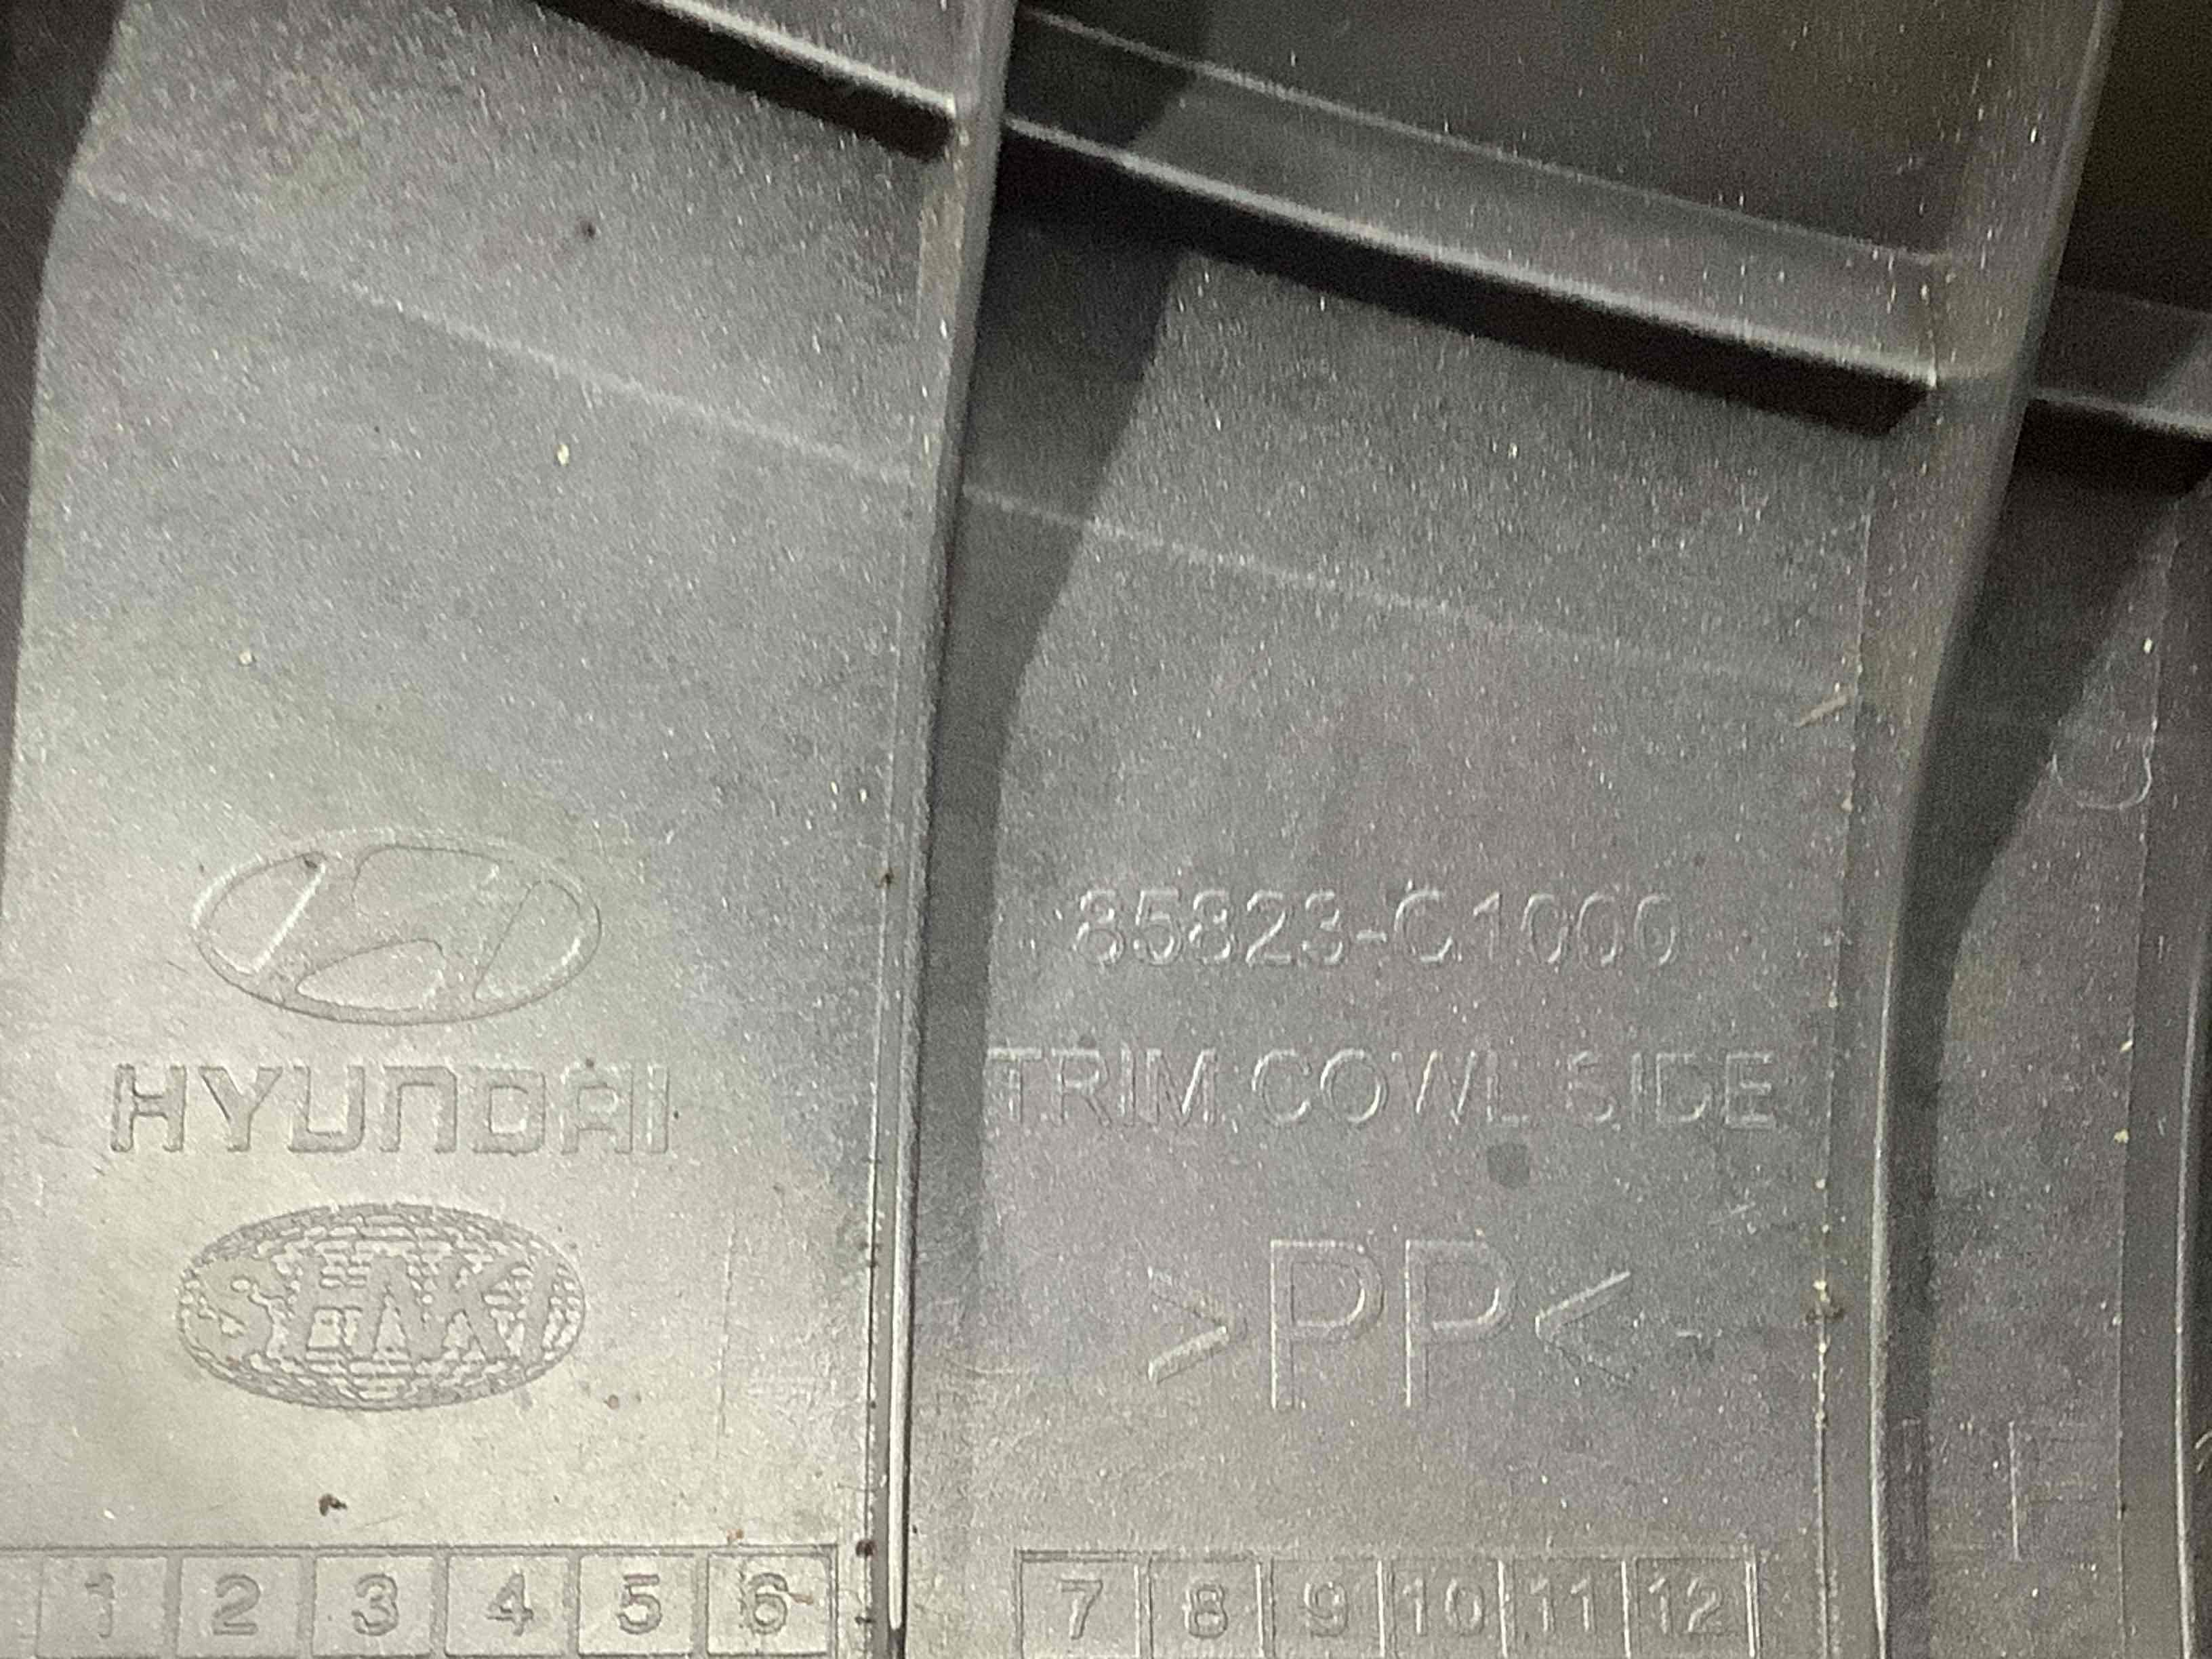 HYUNDAI
SEAKI
1 2 3 4 5 6
85823-C1000
TRIM COWL SIDE
>PP<
7 8 9 10 11 12